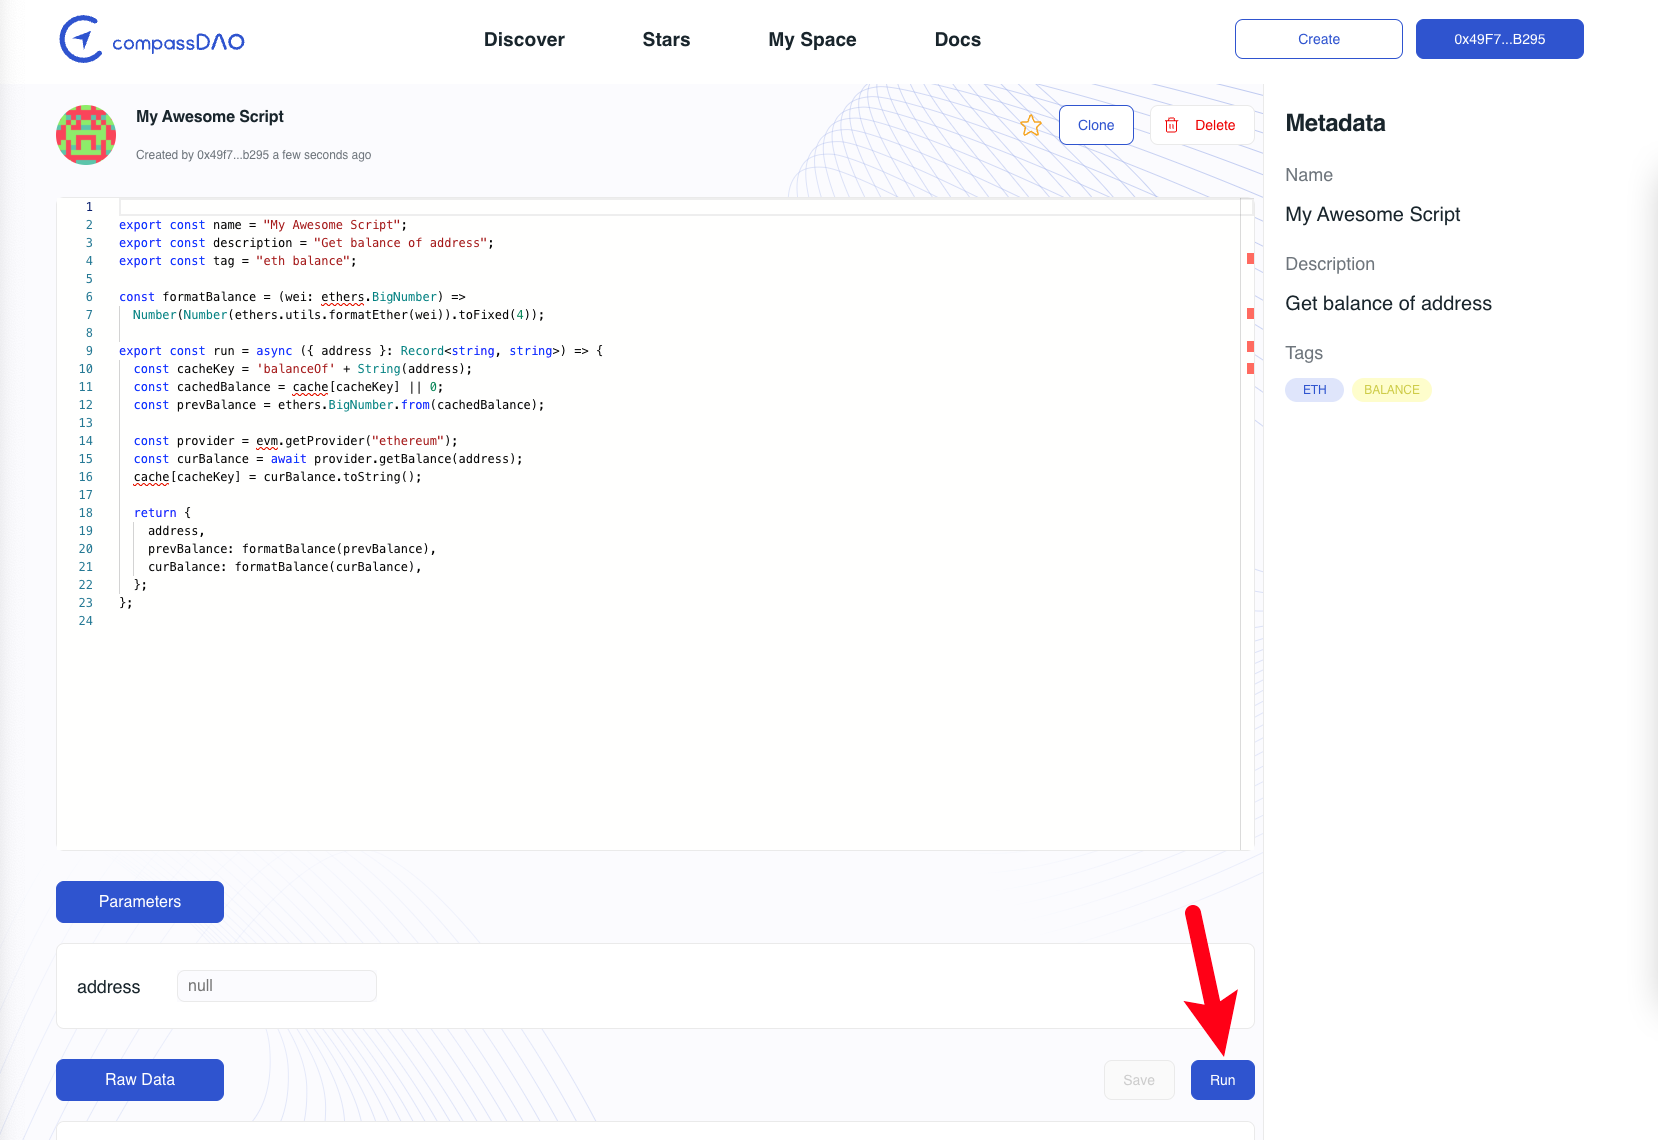 compassDAO
Discover
Stars
My Space
Docs
Create
0x49F7...B295
My Awesome Script
Created by 0x49f7...b295 a few seconds ago
Clone
Delete
1
2 export const name = "My Awesome Script";
3 export const description = "Get balance of address";
4 export const tag = "eth balance";
5
6 const formatBalance = (wei: ethers.BigNumber) =>
7   Number(Number(ethers.utils.formatEther(wei)).toFixed(4));
8
9 export const run = async ({ address }: Record<string, string>) => {
10   const cacheKey = 'balanceOf' + String(address);
11   const cachedBalance = cache[cacheKey] || 0;
12   const prevBalance = ethers.BigNumber.from(cachedBalance);
13
14   const provider = evm.getProvider("ethereum");
15   const curBalance = await provider.getBalance(address);
16   cache[cacheKey] = curBalance.toString();
17
18   return {
19     address,
20     prevBalance: formatBalance(prevBalance),
21     curBalance: formatBalance(curBalance),
22   };
23 };
24
Parameters
address
null
Raw Data
Save
Run
Metadata
Name
My Awesome Script
Description
Get balance of address
Tags
ETH
BALANCE